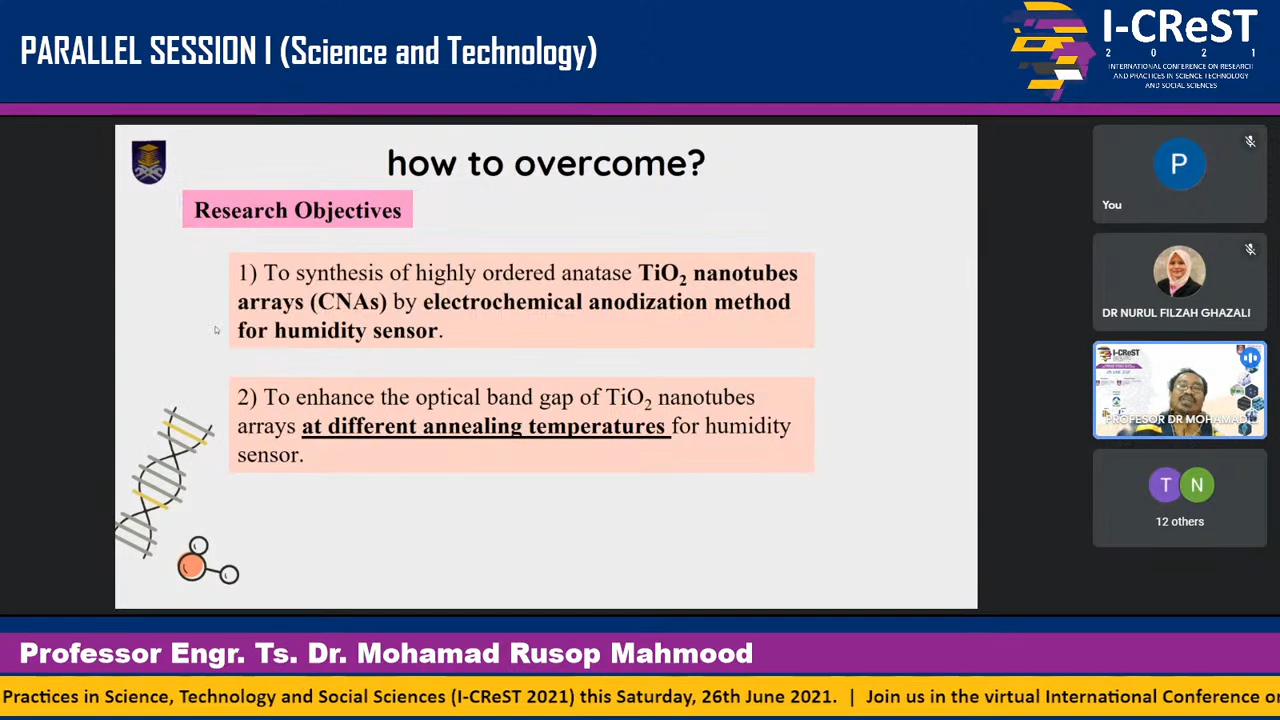 PARALLEL SESSION I (Science and Technology)
I-CReST
2 0 2 1
INTERNATIONAL CONFERENCE ON RESEARCH
AND PRACTICES IN SCIENCE TECHNOLOGY
AND SOCIAL SCIENCES
how to overcome?
Research Objectives
1) To synthesis of highly ordered anatase TiO₂ nanotubes
arrays (CNAs) by electrochemical anodization method
for humidity sensor.
2) To enhance the optical band gap of TiO₂ nanotubes
arrays at different annealing temperatures for humidity
sensor.
P
You
DR NURUL FILZAH GHAZALI
I-CReST
PROFESOR DR MOHAMAD
T N
12 others
Professor Engr. Ts. Dr. Mohamad Rusop Mahmood
Practices in Science, Technology and Social Sciences (I-CReST 2021) this Saturday, 26th June 2021. | Join us in the virtual International Conference